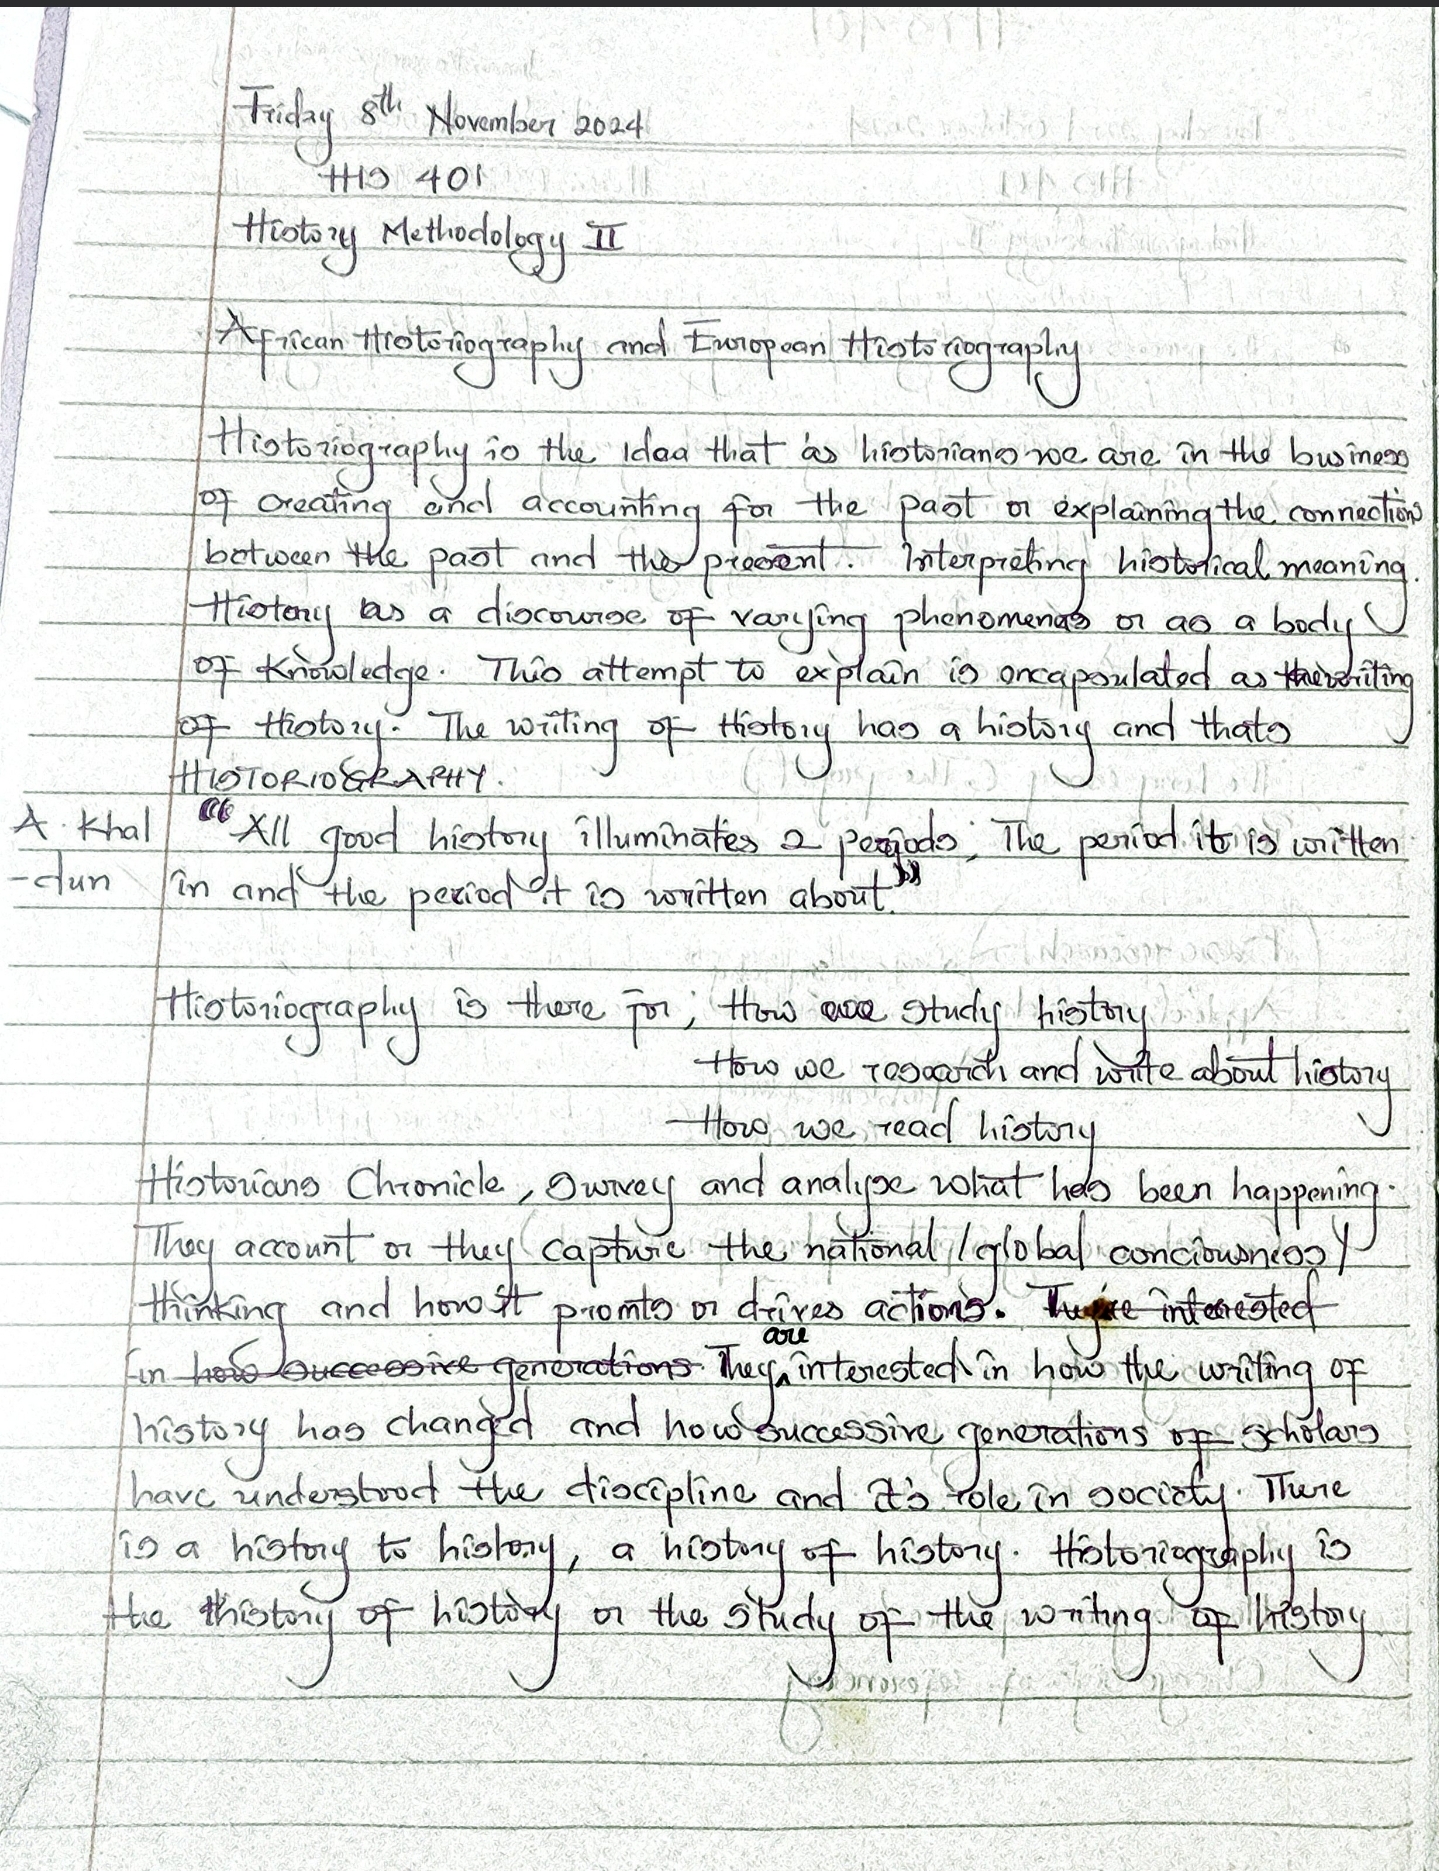 Friday 8th November 2024
HIS 401
History Methodology II
African Historiography and European Historiography
Historiography is the Idea that as historians we are in the business
of creating and accounting for the past or explaining the connections
between the past and the present. Interpreting historical meaning.
History as a discourse of varying phenomenas or as a body
of Knowledge. This attempt to explain is encapsulated as the writing
of History. The writing of History has a history and thats
HISTORIOGRAPHY.
A. Khal
-dun
"All good history illuminates 2 periods; The period it is written
in and the period it is written about."
Historiography is there for; How we study history
How we research and write about history
How we read history
Historians Chronicle, Survey and analyse what has been happening.
They account or they capture the national/global conciousness/
thinking and how it promts or drives actions. They're interested
in how successive generations. They are interested in how the writing of
history has changed and how successive generations of scholars
have understood the discipline and it's role in society. There
is a history to history, a history of history. Historiography is
the history of history or the study of the writing of history